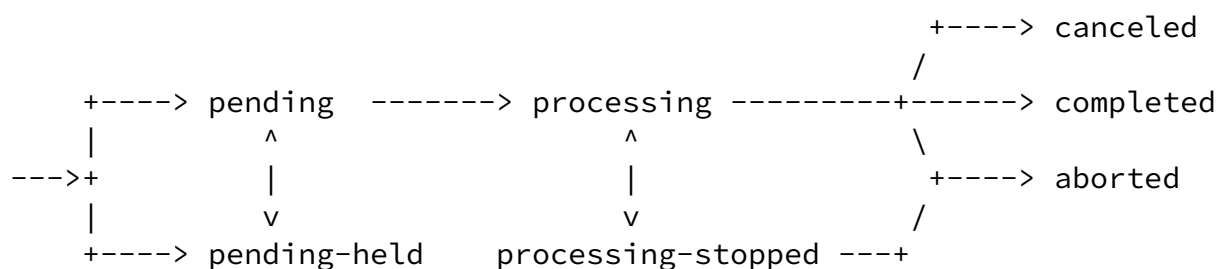 +----> canceled
                                                        /
    +----> pending  -------> processing ---------+------> completed
    |         ^                   ^               \
--->+         |                   |                +----> aborted
    |         v                   v               /
    +----> pending-held    processing-stopped ---+